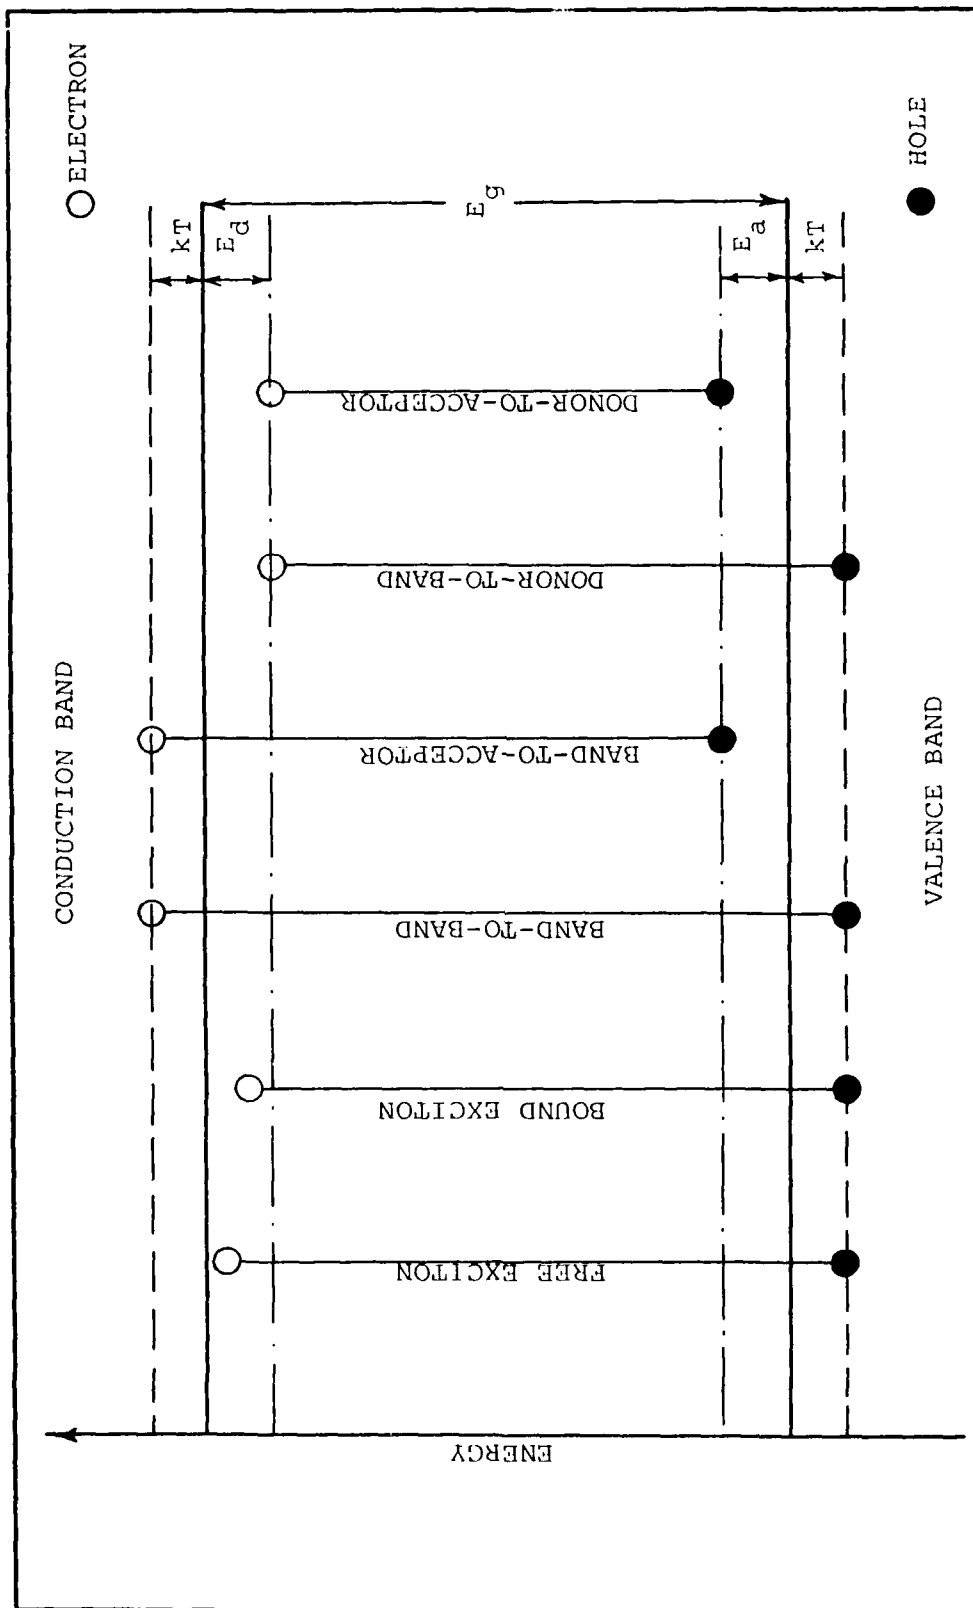 CONDUCTION BAND
ELECTRON
kT
E_d
E_g
E_a
kT
ENERGY
FREE EXCITON
BOUND EXCITON
BAND-TO-BAND
BAND-TO-ACCEPTOR
DONOR-TO-BAND
DONOR-TO-ACCEPTOR
VALENCE BAND
HOLE